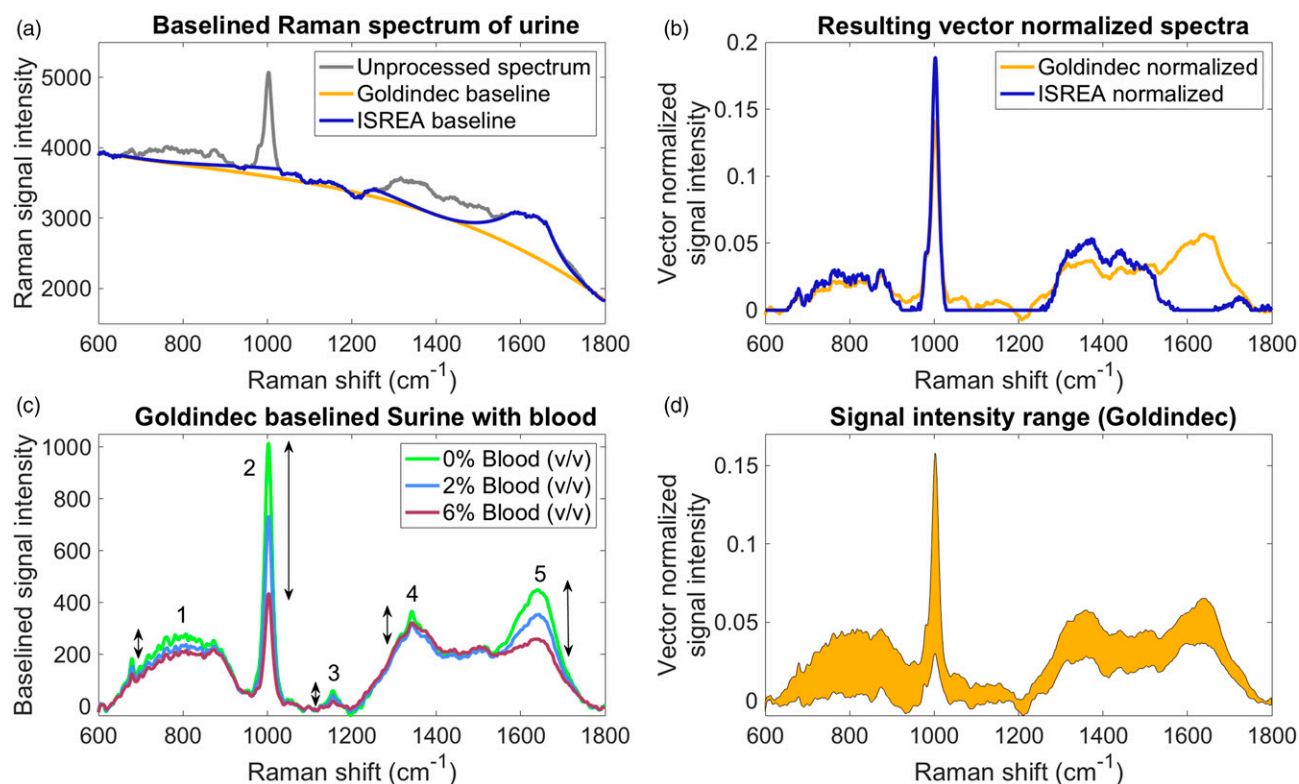 (a)
Baselined Raman spectrum of urine
Raman signal intensity
5000
4000
3000
2000
Unprocessed spectrum
Goldindec baseline
ISREA baseline
600 800 1000 1200 1400 1600 1800
Raman shift (cm⁻¹)
(b)
Resulting vector normalized spectra
Vector normalized
signal intensity
0.2
0.15
0.1
0.05
0
Goldindec normalized
ISREA normalized
600 800 1000 1200 1400 1600 1800
Raman shift (cm⁻¹)
(c)
Goldindec baselined Surine with blood
Baselined signal intensity
1000
800
600
400
200
0
0% Blood (v/v)
2% Blood (v/v)
6% Blood (v/v)
1
2
3
4
5
600 800 1000 1200 1400 1600 1800
Raman shift (cm⁻¹)
(d)
Signal intensity range (Goldindec)
Vector normalized
signal intensity
0.15
0.1
0.05
0
600 800 1000 1200 1400 1600 1800
Raman shift (cm⁻¹)